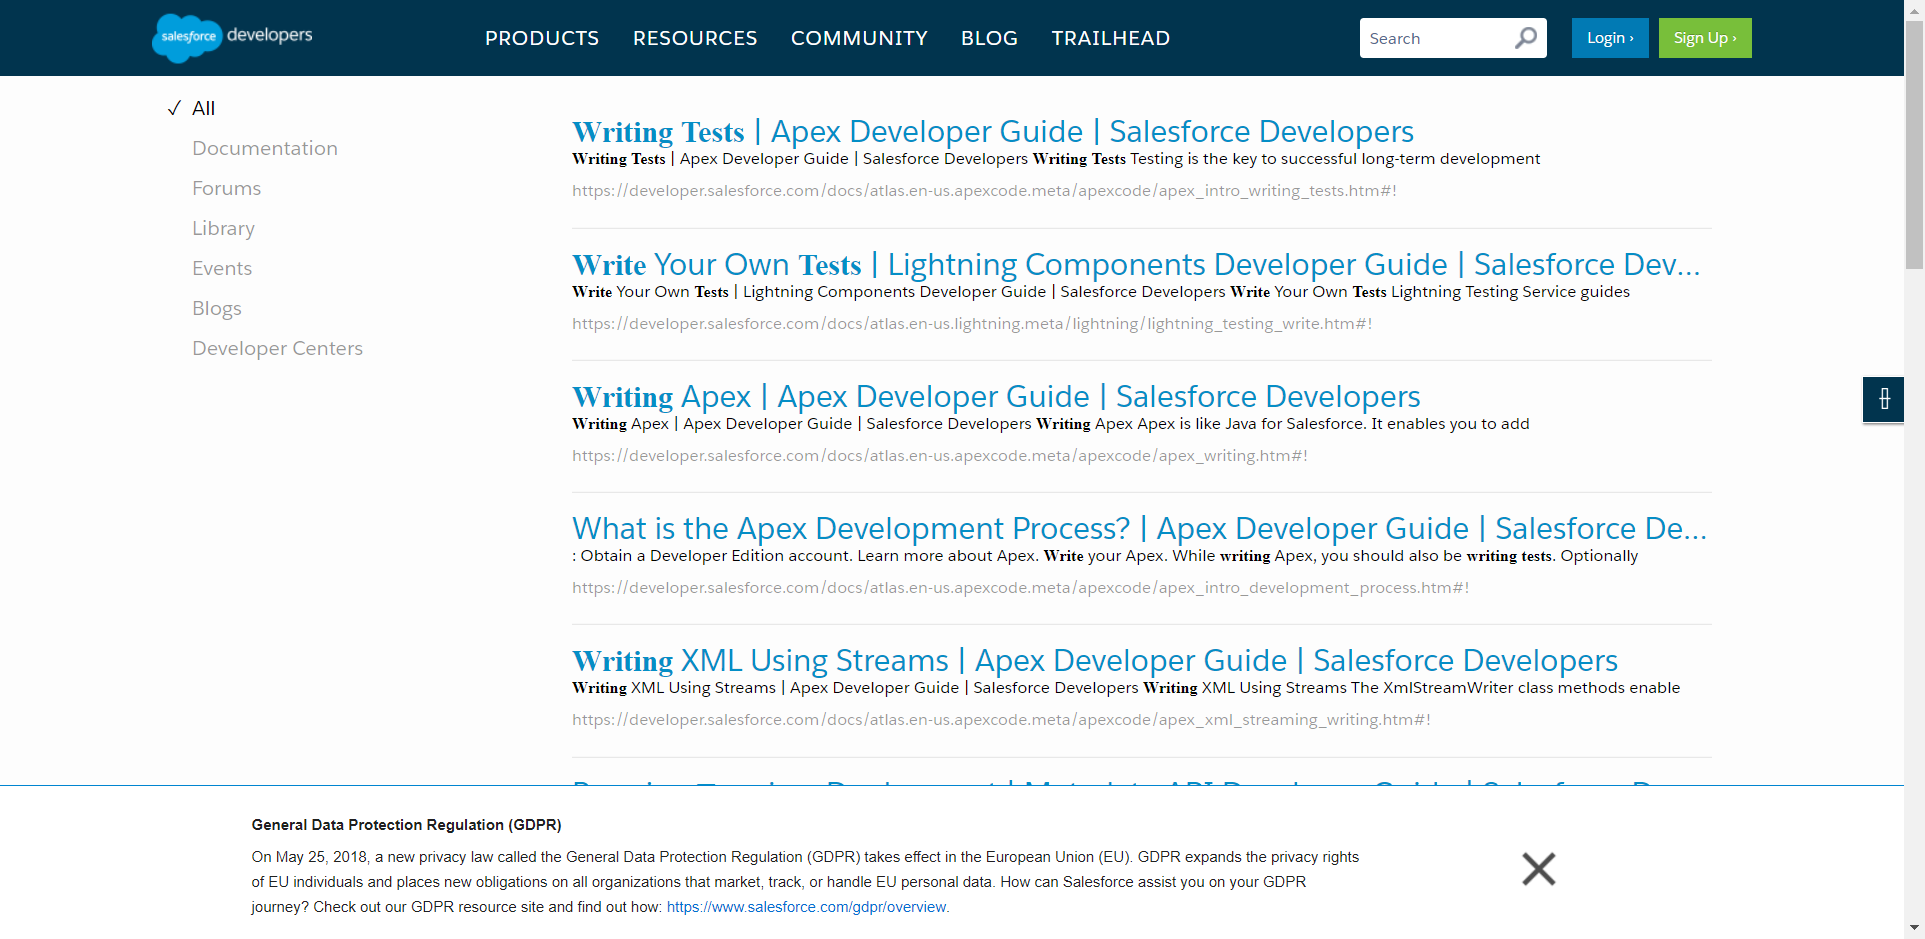 salesforce developers
PRODUCTS RESOURCES COMMUNITY BLOG TRAILHEAD
Search
Login ›
Sign Up ›
✓ All
Documentation
Forums
Library
Events
Blogs
Developer Centers
Writing Tests | Apex Developer Guide | Salesforce Developers
Writing Tests | Apex Developer Guide | Salesforce Developers Writing Tests Testing is the key to successful long-term development
https://developer.salesforce.com/docs/atlas.en-us.apexcode.meta/apexcode/apex_intro_writing_tests.htm#!
Write Your Own Tests | Lightning Components Developer Guide | Salesforce Dev...
Write Your Own Tests | Lightning Components Developer Guide | Salesforce Developers Write Your Own Tests Lightning Testing Service guides
https://developer.salesforce.com/docs/atlas.en-us.lightning.meta/lightning/lightning_testing_write.htm#!
Writing Apex | Apex Developer Guide | Salesforce Developers
Writing Apex | Apex Developer Guide | Salesforce Developers Writing Apex Apex is like Java for Salesforce. It enables you to add
https://developer.salesforce.com/docs/atlas.en-us.apexcode.meta/apexcode/apex_writing.htm#!
What is the Apex Development Process? | Apex Developer Guide | Salesforce De...
: Obtain a Developer Edition account. Learn more about Apex. Write your Apex. While writing Apex, you should also be writing tests. Optionally
https://developer.salesforce.com/docs/atlas.en-us.apexcode.meta/apexcode/apex_intro_development_process.htm#!
Writing XML Using Streams | Apex Developer Guide | Salesforce Developers
Writing XML Using Streams | Apex Developer Guide | Salesforce Developers Writing XML Using Streams The XmlStreamWriter class methods enable
https://developer.salesforce.com/docs/atlas.en-us.apexcode.meta/apexcode/apex_xml_streaming_writing.htm#!
General Data Protection Regulation (GDPR)
On May 25, 2018, a new privacy law called the General Data Protection Regulation (GDPR) takes effect in the European Union (EU). GDPR expands the privacy rights
of EU individuals and places new obligations on all organizations that market, track, or handle EU personal data. How can Salesforce assist you on your GDPR
journey? Check out our GDPR resource site and find out how: https://www.salesforce.com/gdpr/overview.